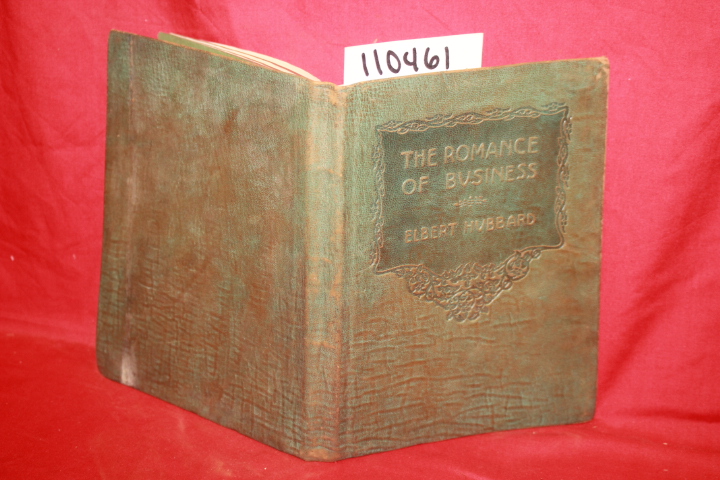 110461
THE ROMANCE
OF BUSINESS
ELBERT HUBBARD